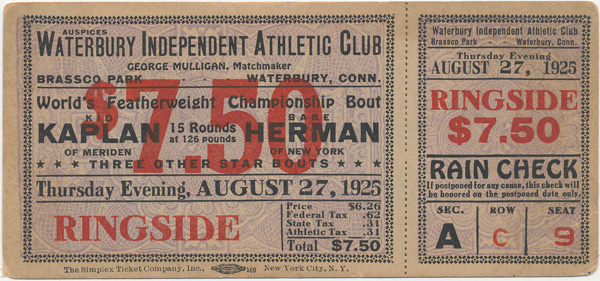 AUSPICES
WATERBURY INDEPENDENT ATHLETIC CLUB
GEORGE MULLIGAN, Matchmaker
BRASSCO PARK - WATERBURY, CONN.
World's Featherweight Championship Bout
$7.50
KID KAPLAN OF MERIDEN
15 Rounds at 126 pounds
BABE HERMAN OF NEW YORK
★ ★ ★ THREE OTHER STAR BOUTS ★ ★ ★
Thursday Evening, AUGUST 27, 1925
RINGSIDE
Price $6.26
Federal Tax .62
State Tax .31
Athletic Tax .31
Total $7.50
The Simplex Ticket Company, Inc., 169 New York City, N. Y.
Waterbury Independent Athletic Club
Brassco Park - Waterbury, Conn.
Thursday Evening
AUGUST 27, 1925
RINGSIDE
$7.50
RAIN CHECK
If postponed for any cause, this check will
be honored on the postponed date only.
SEC. ROW SEAT
A C 9